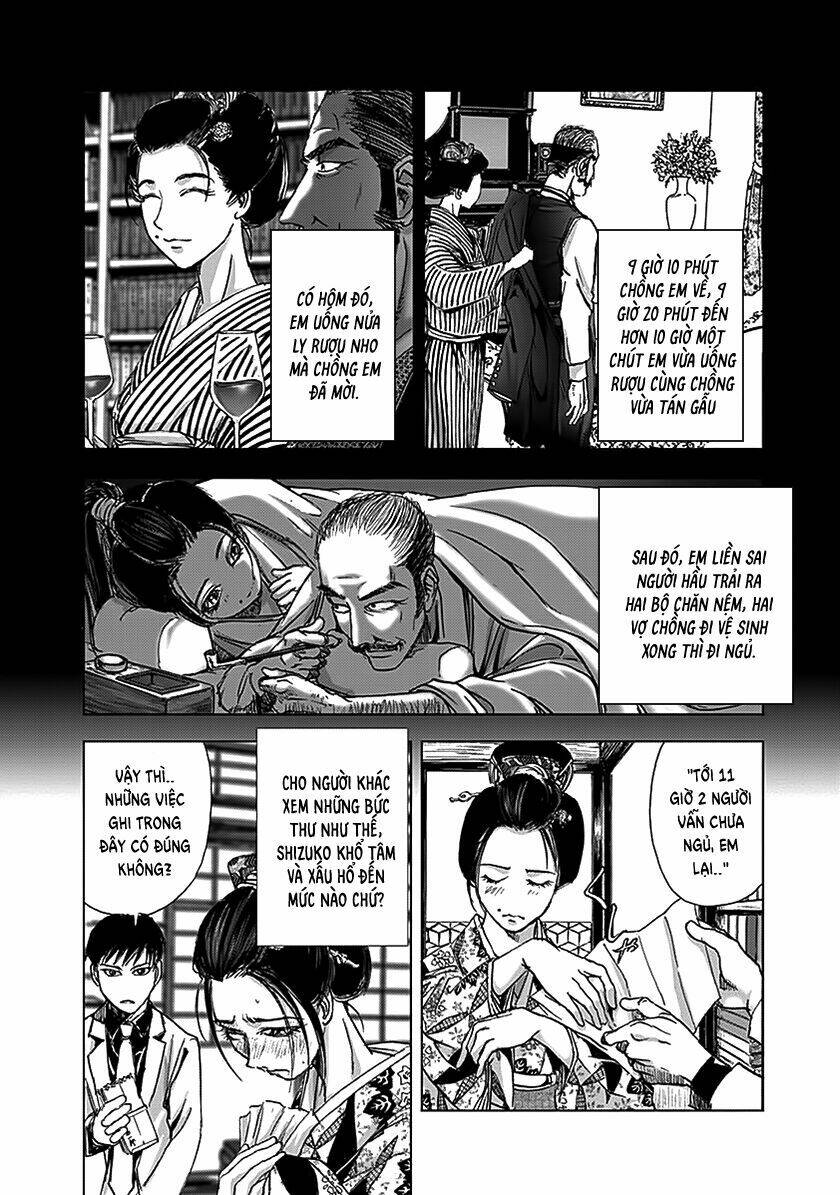 9 GIỜ 10 PHÚT
CHỒNG EM VỀ, 9
GIỜ 20 PHÚT ĐẾN
HƠN 10 GIỜ MỘT
CHÚT EM VỪA UỐNG
RƯỢU CÙNG CHỒNG
VỪA TÁN GẪU
CÓ HÔM ĐÓ,
EM UỐNG NỬA
LY RƯỢU NHO
MÀ CHỒNG EM
ĐÃ MỜI.
SAU ĐÓ, EM LIỀN SAI
NGƯỜI HẦU TRẢI RA
HAI BỘ CHĂN NỆM, HAI
VỢ CHỒNG ĐI VỆ SINH
XONG THÌ ĐI NGỦ.
"TỚI 11
GIỜ 2 NGƯỜI
VẪN CHƯA
NGỦ, EM
LẠI.."
CHO NGƯỜI KHÁC
XEM NHỮNG BỨC
THƯ NHƯ THẾ,
SHIZUKO KHỔ TÂM
VÀ XẤU HỔ ĐẾN
MỨC NÀO CHỨ?
VẬY THÌ..
NHỮNG VIỆC
GHI TRONG
ĐÂY CÓ ĐÚNG
KHÔNG?